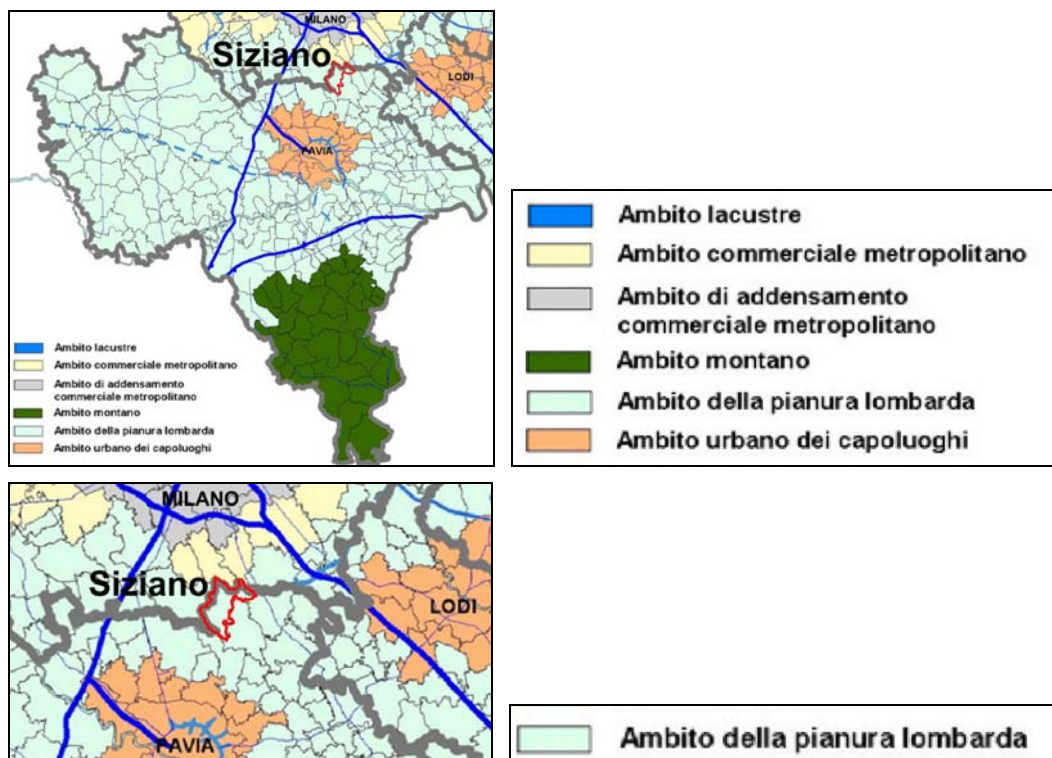 MILANO
Siziano
LODI
PAVIA
Ambito lacustre
Ambito commerciale metropolitano
Ambito di addensamento
commerciale metropolitano
Ambito montano
Ambito della pianura lombarda
Ambito urbano dei capoluoghi
Ambito lacustre
Ambito commerciale metropolitano
Ambito di addensamento
commerciale metropolitano
Ambito montano
Ambito della pianura lombarda
Ambito urbano dei capoluoghi
MILANO
Siziano
LODI
PAVIA
Ambito della pianura lombarda